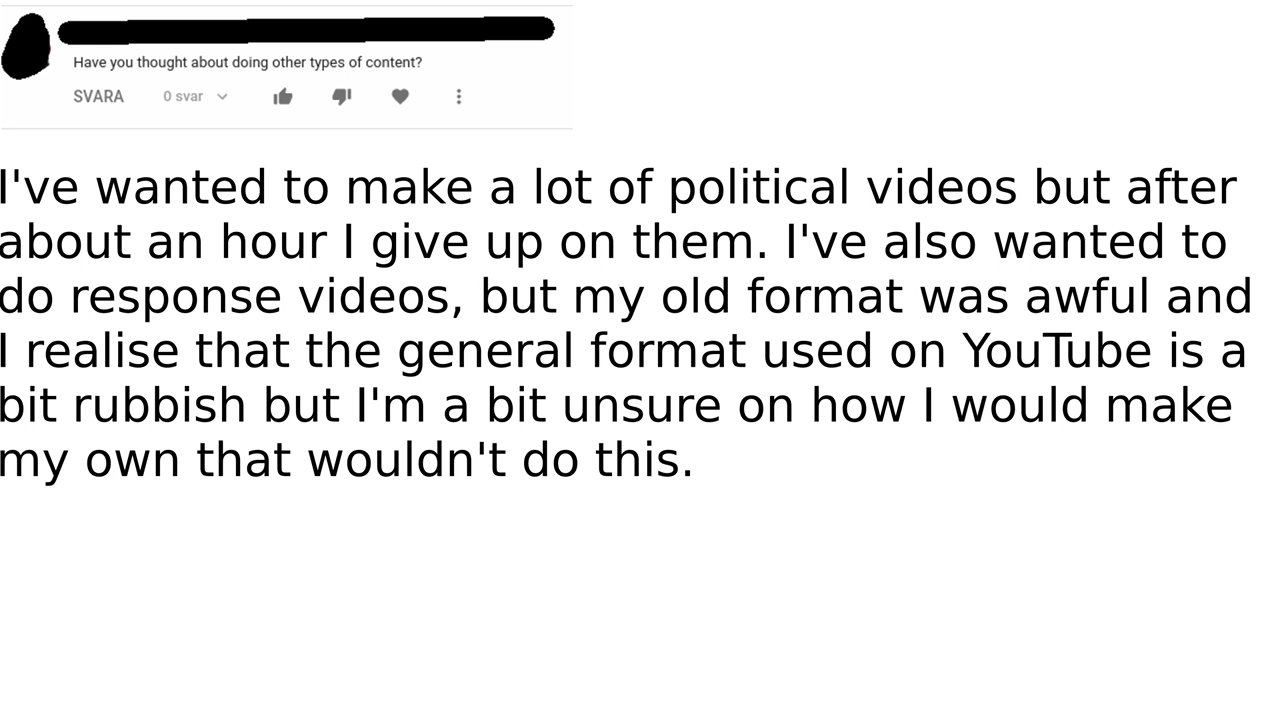 Have you thought about doing other types of content?
SVARA 0 svar
I've wanted to make a lot of political videos but after
about an hour I give up on them. I've also wanted to
do response videos, but my old format was awful and
I realise that the general format used on YouTube is a
bit rubbish but I'm a bit unsure on how I would make
my own that wouldn't do this.